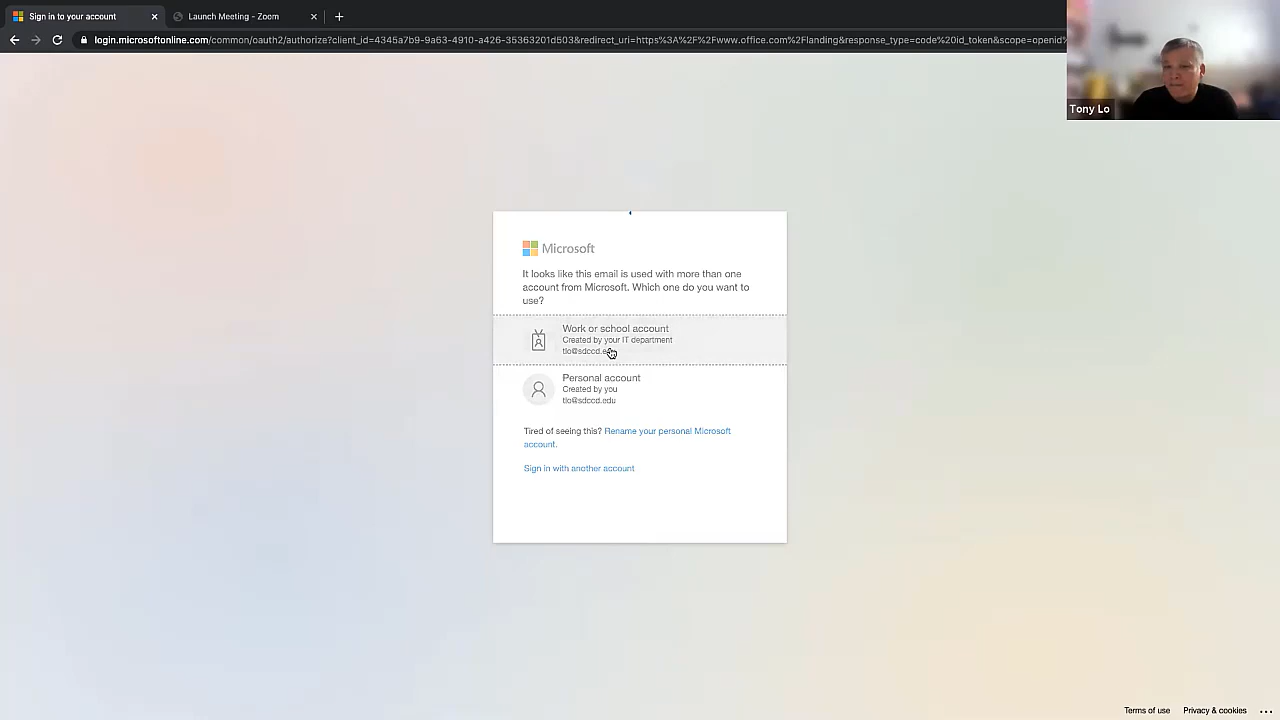 Sign in to your account
Launch Meeting - Zoom
login.microsoftonline.com/common/oauth2/authorize?client_id=4345a7b9-9a63-4910-a426-35363201d503&redirect_uri=https%3A%2F%2Fwww.office.com%2Flanding&response_type=code%20id_token&scope=openid
Tony Lo
Microsoft
It looks like this email is used with more than one
account from Microsoft. Which one do you want to
use?
Work or school account
Created by your IT department
tlo@sdccd.
Personal account
Created by you
tlo@sdccd.edu
Tired of seeing this? Rename your personal Microsoft
account.
Sign in with another account
Terms of use Privacy & cookies ...